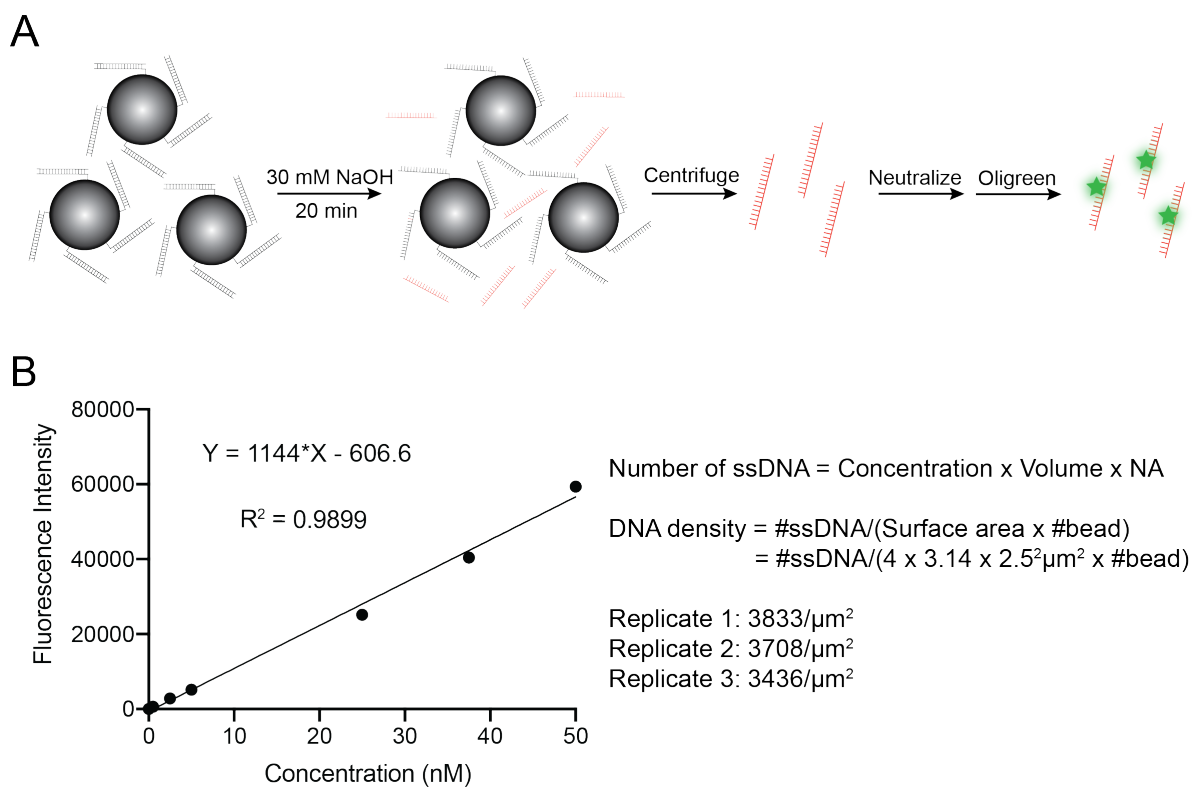 A
30 mM NaOH
20 min
Centrifuge
Neutralize
Oligreen
B
80000
60000
40000
20000
0
Fluorescence Intensity
Y = 1144*X - 606.6
R² = 0.9899
0 10 20 30 40 50
Concentration (nM)
Number of ssDNA = Concentration x Volume x NA
DNA density = #ssDNA/(Surface area x #bead)
= #ssDNA/(4 x 3.14 x 2.5²µm² x #bead)
Replicate 1: 3833/µm²
Replicate 2: 3708/µm²
Replicate 3: 3436/µm²